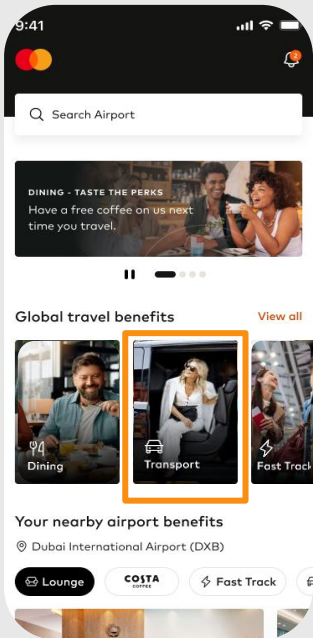 9:41
2
Search Airport
DINING - TASTE THE PERKS
Have a free coffee on us next
time you travel.
Global travel benefits
View all
Dining
Transport
Fast Track
Your nearby airport benefits
Dubai International Airport (DXB)
Lounge
COSTA
COFFEE
Fast Track